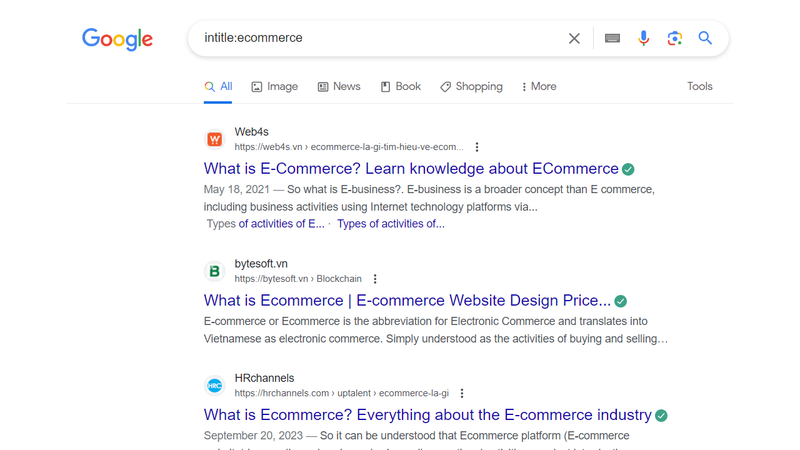 Google
intitle:ecommerce
All Image News Book Shopping More Tools
Web4s
https://web4s.vn › ecommerce-la-gi-tim-hieu-ve-ecom...
What is E-Commerce? Learn knowledge about ECommerce
May 18, 2021 — So what is E-business?. E-business is a broader concept than E commerce,
including business activities using Internet technology platforms via...
Types of activities of E... · Types of activities of...
B
bytesoft.vn
https://bytesoft.vn › Blockchain
What is Ecommerce | E-commerce Website Design Price...
E-commerce or Ecommerce is the abbreviation for Electronic Commerce and translates into
Vietnamese as electronic commerce. Simply understood as the activities of buying and selling…
HRC
HRchannels
https://hrchannels.com › uptalent › ecommerce-la-gi
What is Ecommerce? Everything about the E-commerce industry
September 20, 2023 — So it can be understood that Ecommerce platform (E-commerce